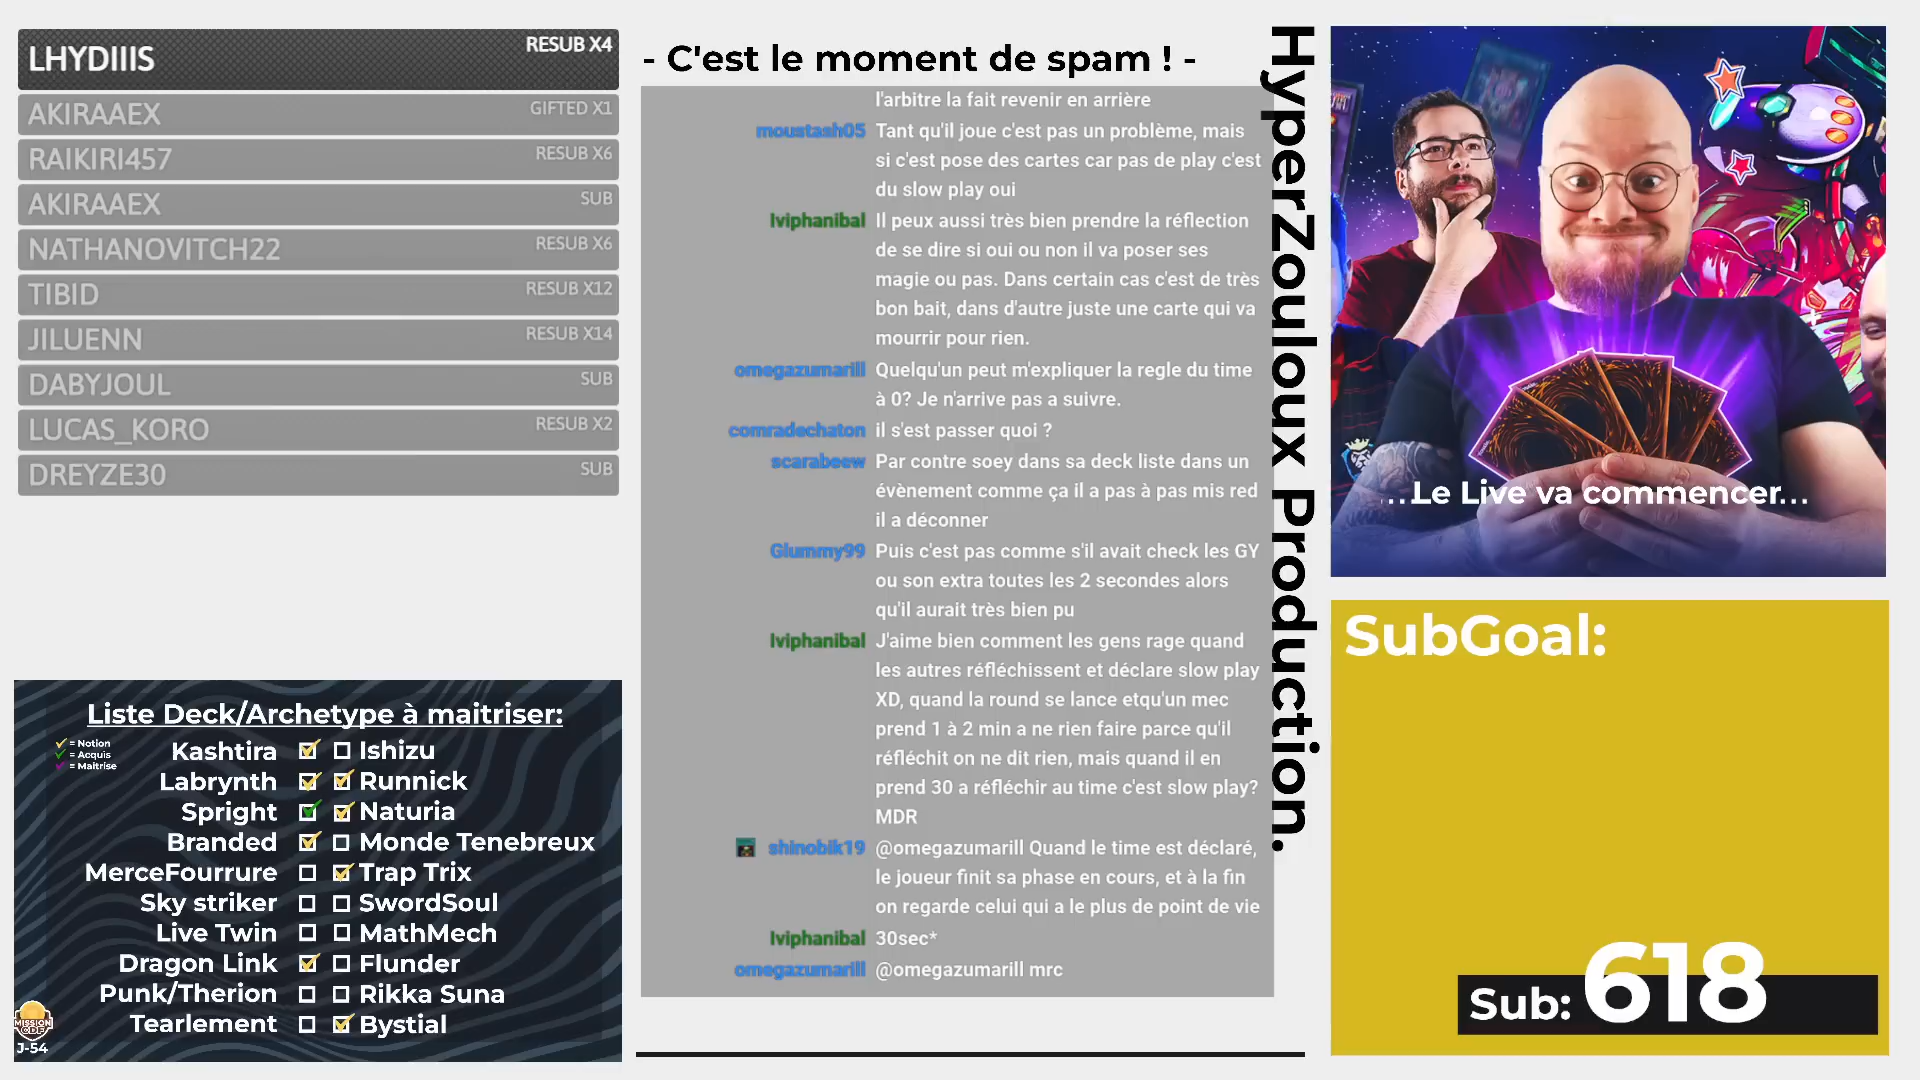 LHYDIIIS RESUB X4
AKIRAAEX GIFTED X1
RAIKIRI457 RESUB X6
AKIRAAEX SUB
NATHANOVITCH22 RESUB X6
TIBID RESUB X12
JILUENN RESUB X14
DABYJOUL SUB
LUCAS_KORO RESUB X2
DREYZE30 SUB
Liste Deck/Archetype à maitriser:
= Notion
= Acquis
= Maitrise
Kashtira Ishizu
Labrynth Runnick
Spright Naturia
Branded Monde Tenebreux
MerceFourrure Trap Trix
Sky striker SwordSoul
Live Twin MathMech
Dragon Link Flunder
Punk/Therion Rikka Suna
Tearlement Bystial
MISSION
CDF
J-54
- C'est le moment de spam ! -
l'arbitre la fait revenir en arrière
moustash05 Tant qu'il joue c'est pas un problème, mais
si c'est pose des cartes car pas de play c'est
du slow play oui
lviphanibal Il peux aussi très bien prendre la réflection
de se dire si oui ou non il va poser ses
magie ou pas. Dans certain cas c'est de très
bon bait, dans d'autre juste une carte qui va
mourrir pour rien.
omegazumarill Quelqu'un peut m'expliquer la regle du time
à 0? Je n'arrive pas a suivre.
comradechaton il s'est passer quoi ?
scarabeew Par contre soey dans sa deck liste dans un
évènement comme ça il a pas à pas mis red
il a déconner
Glummy99 Puis c'est pas comme s'il avait check les GY
ou son extra toutes les 2 secondes alors
qu'il aurait très bien pu
lviphanibal J'aime bien comment les gens rage quand
les autres réfléchissent et déclare slow play
XD, quand la round se lance etqu'un mec
prend 1 à 2 min a ne rien faire parce qu'il
réfléchit on ne dit rien, mais quand il en
prend 30 a réfléchir au time c'est slow play?
MDR
shinobik19 @omegazumarill Quand le time est déclaré,
le joueur finit sa phase en cours, et à la fin
on regarde celui qui a le plus de point de vie
lviphanibal 30sec*
omegazumarill @omegazumarill mrc
HyperZouloux Production.
...Le Live va commencer...
SubGoal:
Sub: 618